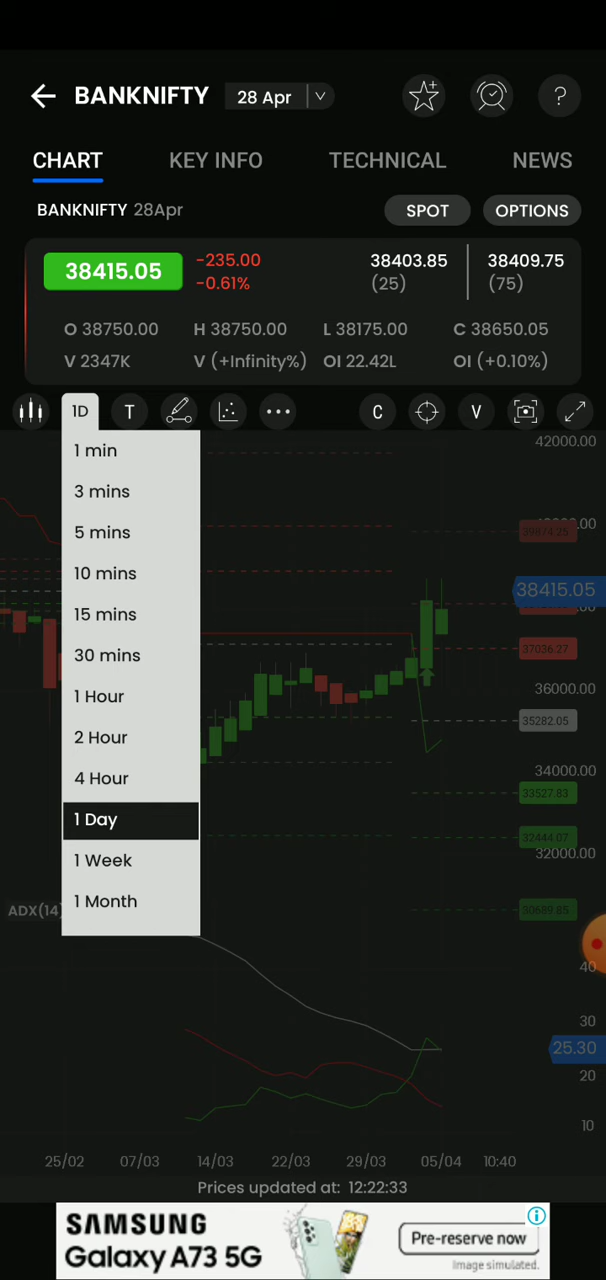 BANKNIFTY 28 Apr ?
CHART KEY INFO TECHNICAL NEWS
BANKNIFTY 28Apr SPOT OPTIONS
38415.05 -235.00 38403.85 38409.75
-0.61% (25) (75)
O 38750.00 H 38750.00 L 38175.00 C 38650.05
V 2347K V (+Infinity%) OI 22.42L OI (+0.10%)
1D T C V
42000.00
1 min
3 mins
5 mins
39874.25
10 mins
38415.05
15 mins
30 mins
37036.27
1 Hour
36000.00
35282.05
2 Hour
4 Hour
34000.00
33527.83
1 Day
32444.07
1 Week
32000.00
1 Month
ADX(14)
30689.85
40
30
25.30
20
10
25/02 07/03 14/03 22/03 29/03 05/04 10:40
Prices updated at: 12:22:33
SAMSUNG
Galaxy A73 5G
Pre-reserve now
Image simulated.